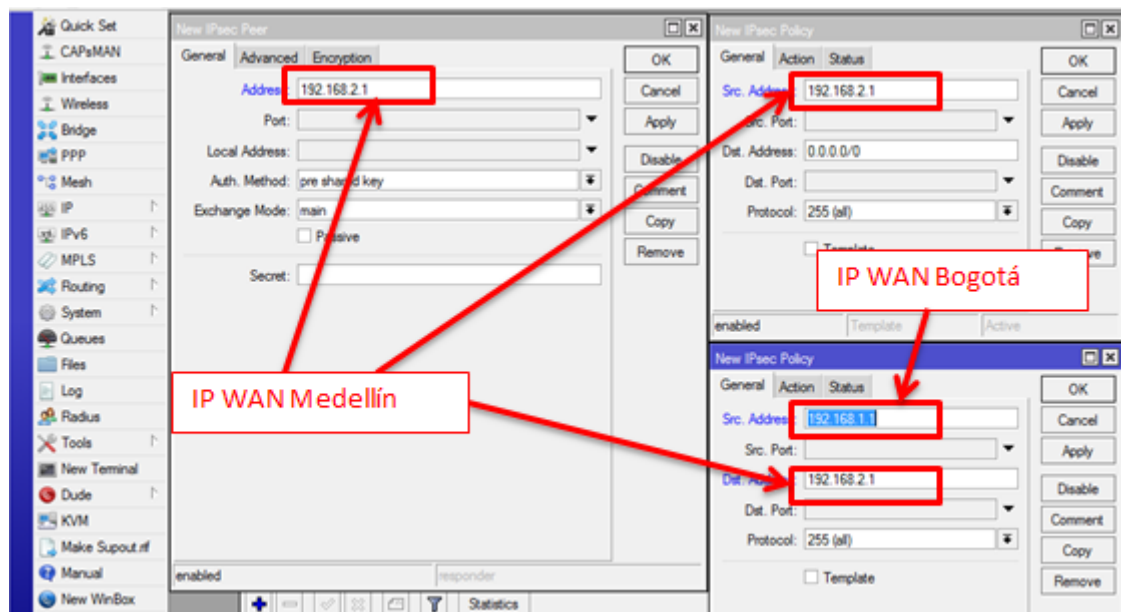 Quick Set
CAPsMAN
Interfaces
Wireless
Bridge
PPP
Mesh
IP
IPv6
MPLS
Routing
System
Queues
Files
Log
Radius
Tools
New Terminal
Dude
KVM
Make Supout.rif
Manual
New WinBox
New IPsec Peer
General Advanced Encryption
Address: 192.168.2.1
Port:
Local Address:
Auth. Method: pre shared key
Exchange Mode: main
Passive
Secret:
OK
Cancel
Apply
Disable
Comment
Copy
Remove
enabled
responder
Statistics
IP WAN Medellín
New IPsec Policy
General Action Status
Src. Address: 192.168.2.1
Src. Port:
Dst. Address: 0.0.0.0/0
Dst. Port:
Protocol: 255 (all)
Template
OK
Cancel
Apply
Disable
Comment
Copy
enabled
Template
Active
IP WAN Bogotá
New IPsec Policy
General Action Status
Src. Address: 192.168.1.1
Src. Port:
Dst. Address: 192.168.2.1
Dst. Port:
Protocol: 255 (all)
Template
OK
Cancel
Apply
Disable
Comment
Copy
Remove